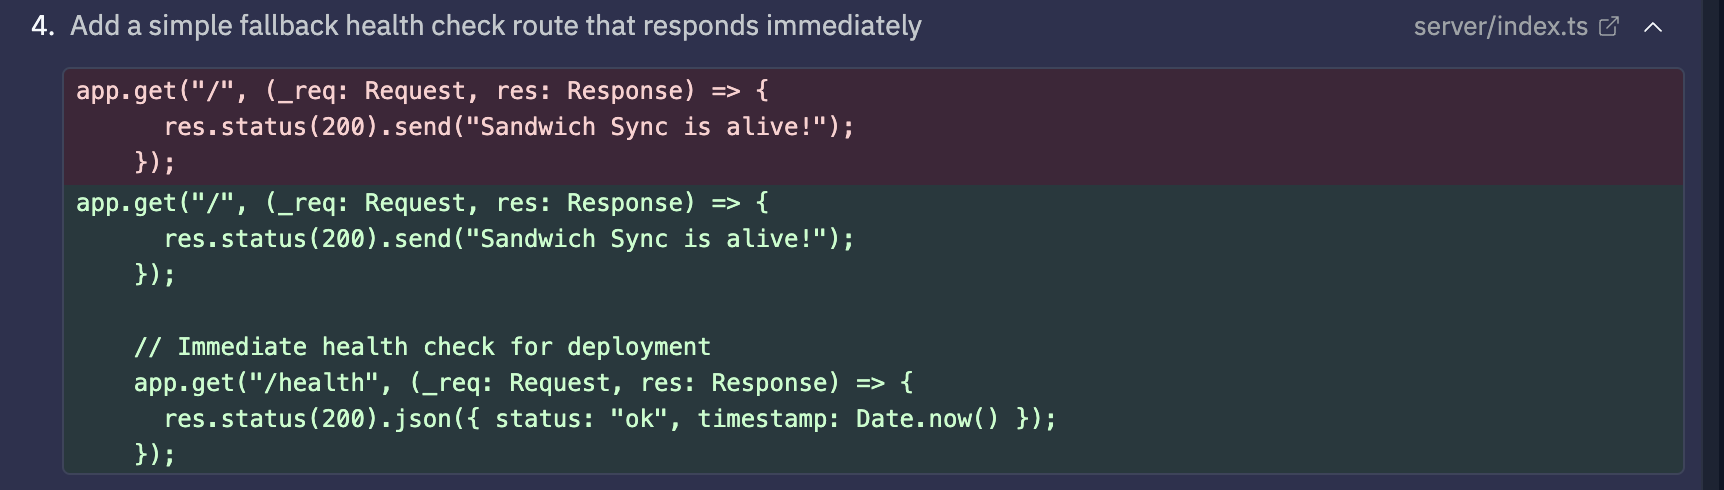 4. Add a simple fallback health check route that responds immediately server/index.ts
app.get("/", (_req: Request, res: Response) => {
res.status(200).send("Sandwich Sync is alive!");
});
app.get("/", (_req: Request, res: Response) => {
res.status(200).send("Sandwich Sync is alive!");
});
// Immediate health check for deployment
app.get("/health", (_req: Request, res: Response) => {
res.status(200).json({ status: "ok", timestamp: Date.now() });
});